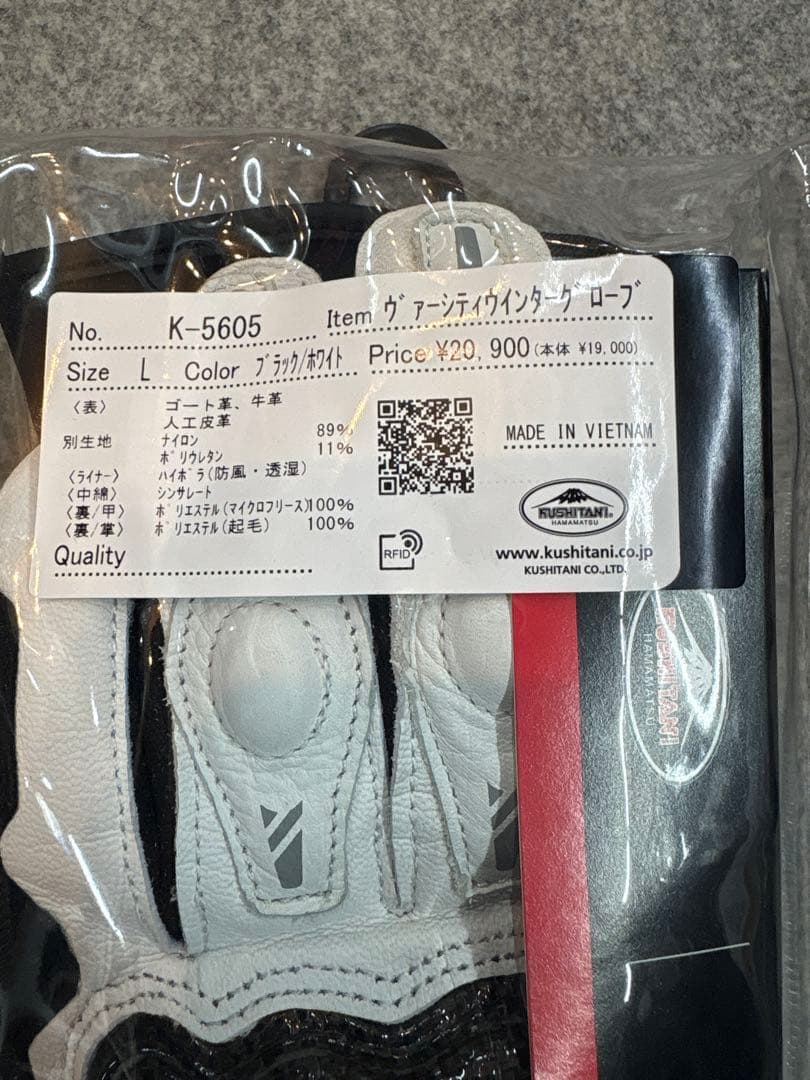 No. K-5605 Item ヴァーシティウインターグローブ
Size L Color ブラック/ホワイト Price ¥20,900(本体 ¥19,000)
〈表〉 ゴート革、牛革
人工皮革
別生地 ナイロン 89%
ポリウレタン 11%
〈ライナー〉 ハイポラ(防風・透湿)
〈中綿〉 シンサレート
〈裏/甲〉 ポリエステル(マイクロフリース)100%
〈裏/掌〉 ポリエステル(起毛) 100%
Quality
MADE IN VIETNAM
KUSHITANI®
HAMAMATSU
RFID
www.kushitani.co.jp
KUSHITANI CO.,LTD.
KUSHITANI
HAMAMATSU